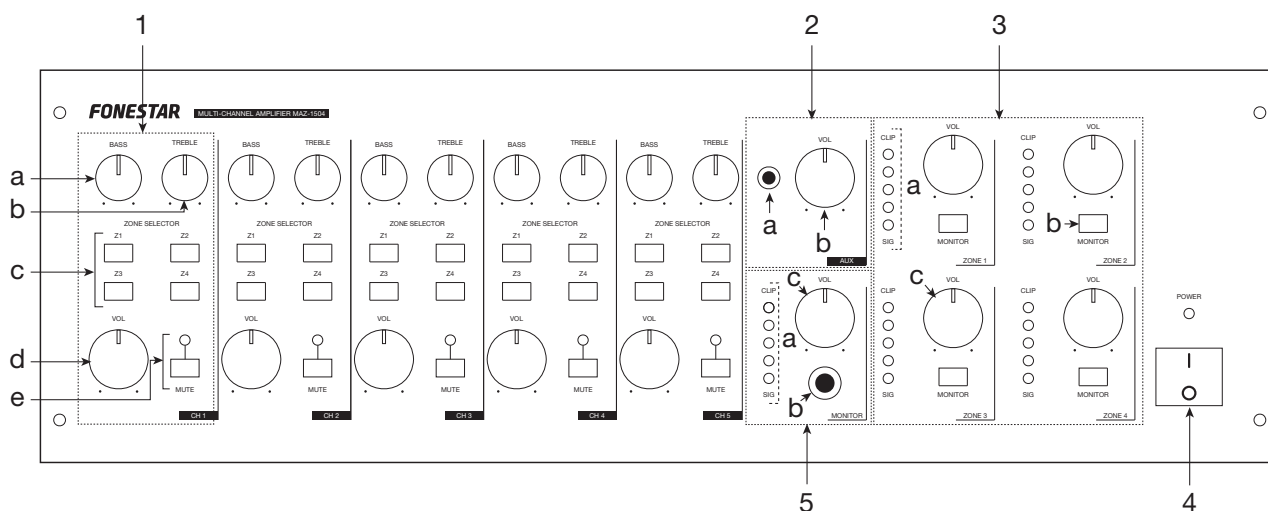 1 2 3
FONESTAR MULTI-CHANNEL AMPLIFIER MAZ-1504
BASS TREBLE BASS TREBLE BASS TREBLE BASS TREBLE BASS TREBLE VOL CLIP VOL CLIP VOL
a
b
a b a b
ZONE SELECTOR ZONE SELECTOR ZONE SELECTOR ZONE SELECTOR ZONE SELECTOR
Z1 Z2 Z1 Z2 Z1 Z2 Z1 Z2 Z1 Z2 SIG MONITOR SIG MONITOR
AUX ZONE 1 ZONE 2
c
Z3 Z4 Z3 Z4 Z3 Z4 Z3 Z4 Z3 Z4
CLIP c VOL CLIP c VOL CLIP VOL
POWER
VOL VOL VOL VOL VOL
a
I
O
d
e
MUTE MUTE MUTE MUTE MUTE SIG b SIG MONITOR SIG MONITOR
CH 1 CH 2 CH 3 CH 4 CH 5 MONITOR ZONE 3 ZONE 4
5 4